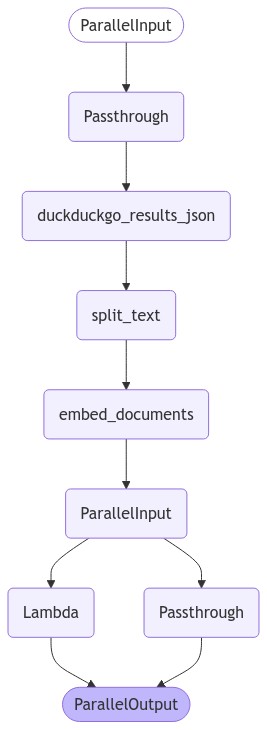 ParallelInput
Passthrough
duckduckgo_results_json
split_text
embed_documents
ParallelInput
Lambda
Passthrough
ParallelOutput